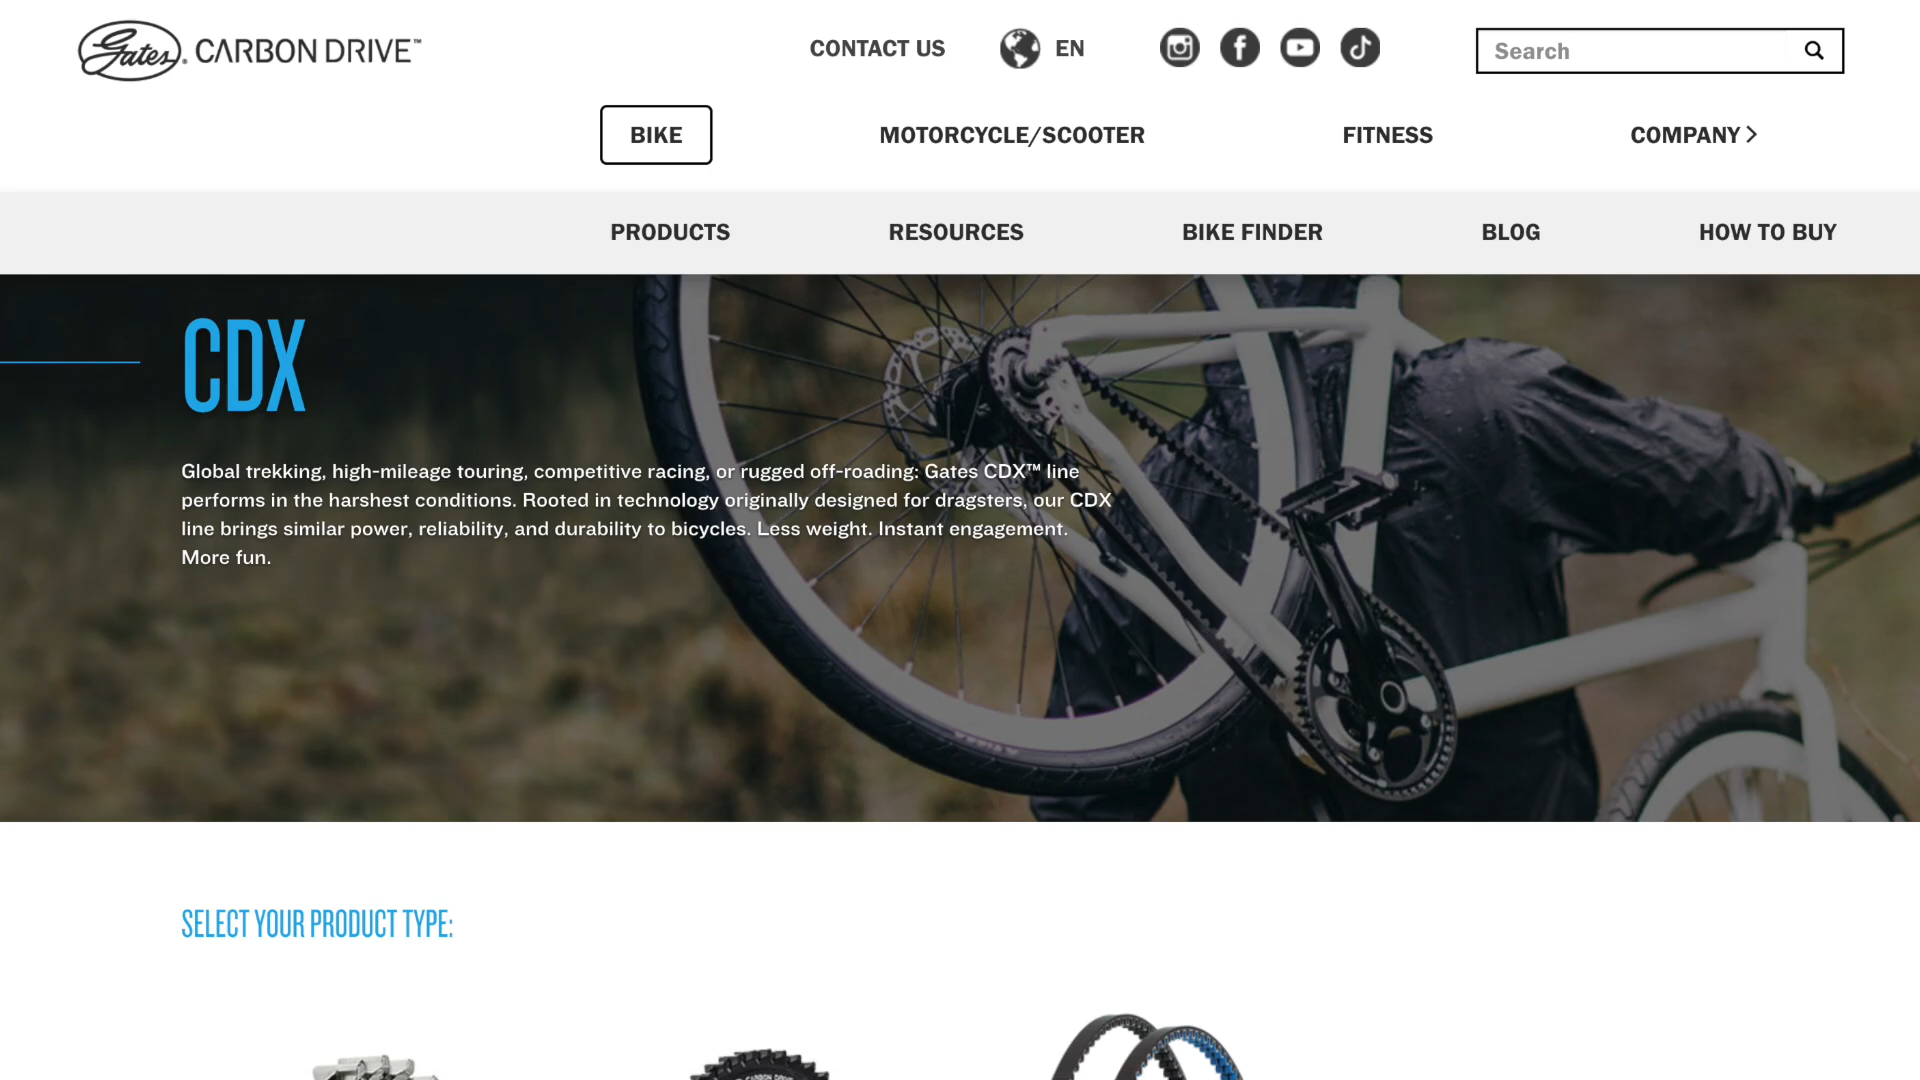 Gates. CARBON DRIVE™
CONTACT US
EN
Search
BIKE
MOTORCYCLE/SCOOTER
FITNESS
COMPANY
PRODUCTS
RESOURCES
BIKE FINDER
BLOG
HOW TO BUY
CDX
Global trekking, high-mileage touring, competitive racing, or rugged off-roading: Gates CDX™ line
performs in the harshest conditions. Rooted in technology originally designed for dragsters, our CDX
line brings similar power, reliability, and durability to bicycles. Less weight. Instant engagement.
More fun.
SELECT YOUR PRODUCT TYPE:
CARBON DRIVE